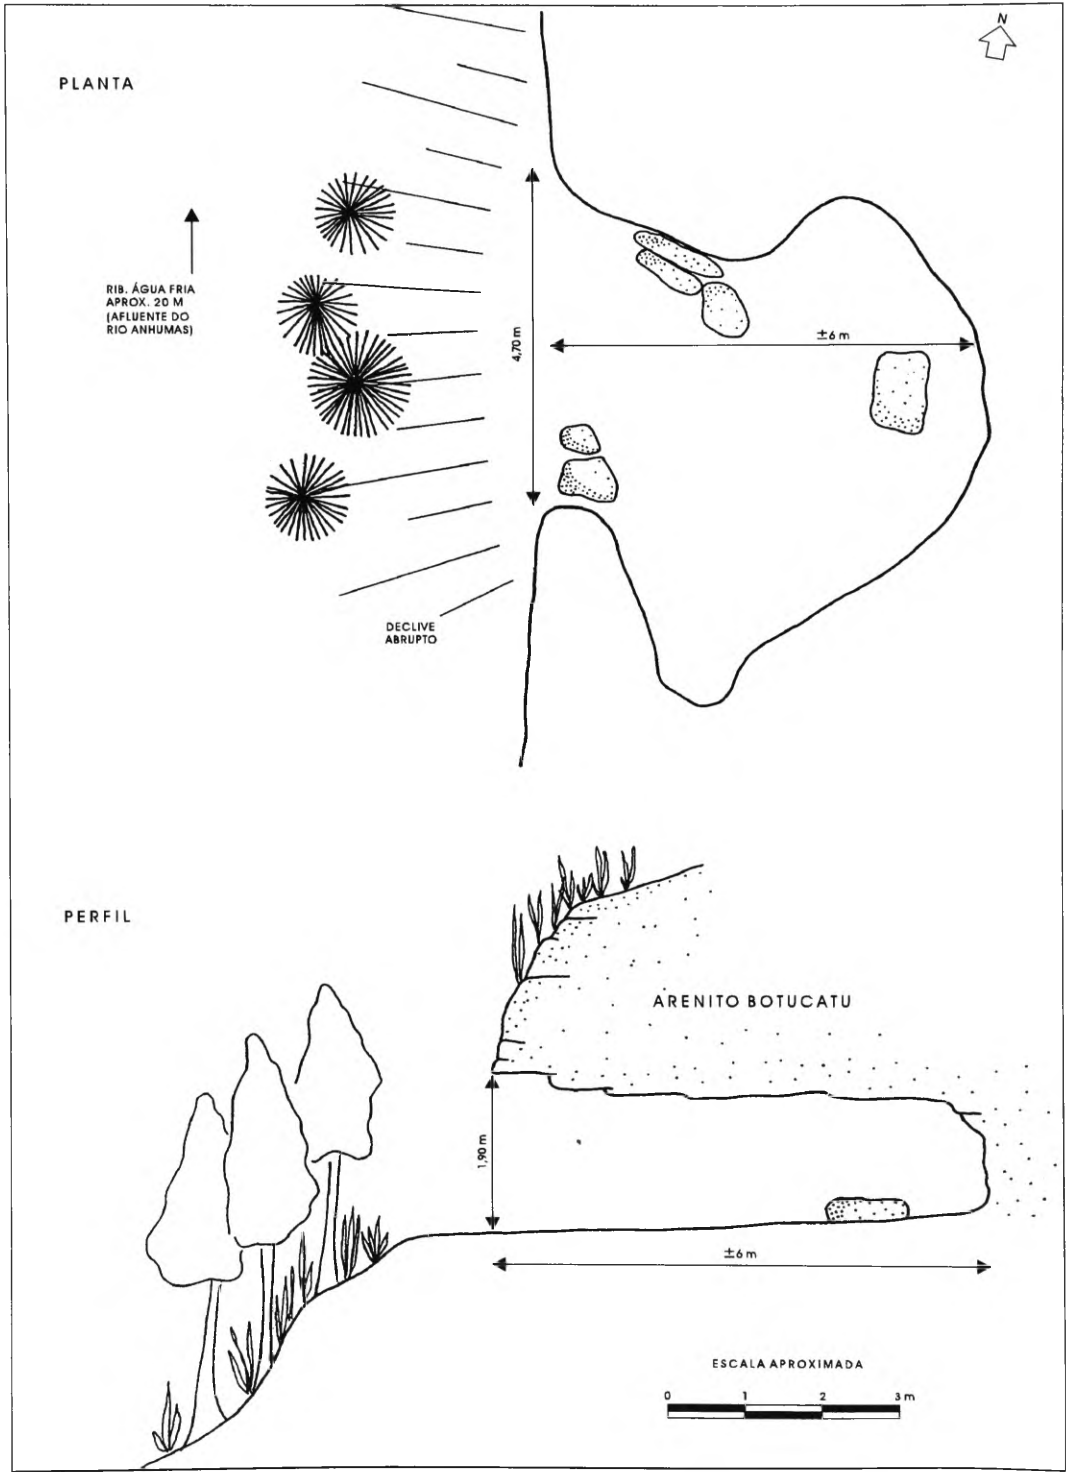 N
PLANTA
RIB. ÁGUA FRIA
APROX. 20 M
(AFLUENTE DO
RIO ANHUMAS)
4,70 m
±6 m
DECLIVE
ABRUPTO
PERFIL
ARENITO BOTUCATU
1,90 m
±6 m
ESCALA APROXIMADA
0 1 2 3 m